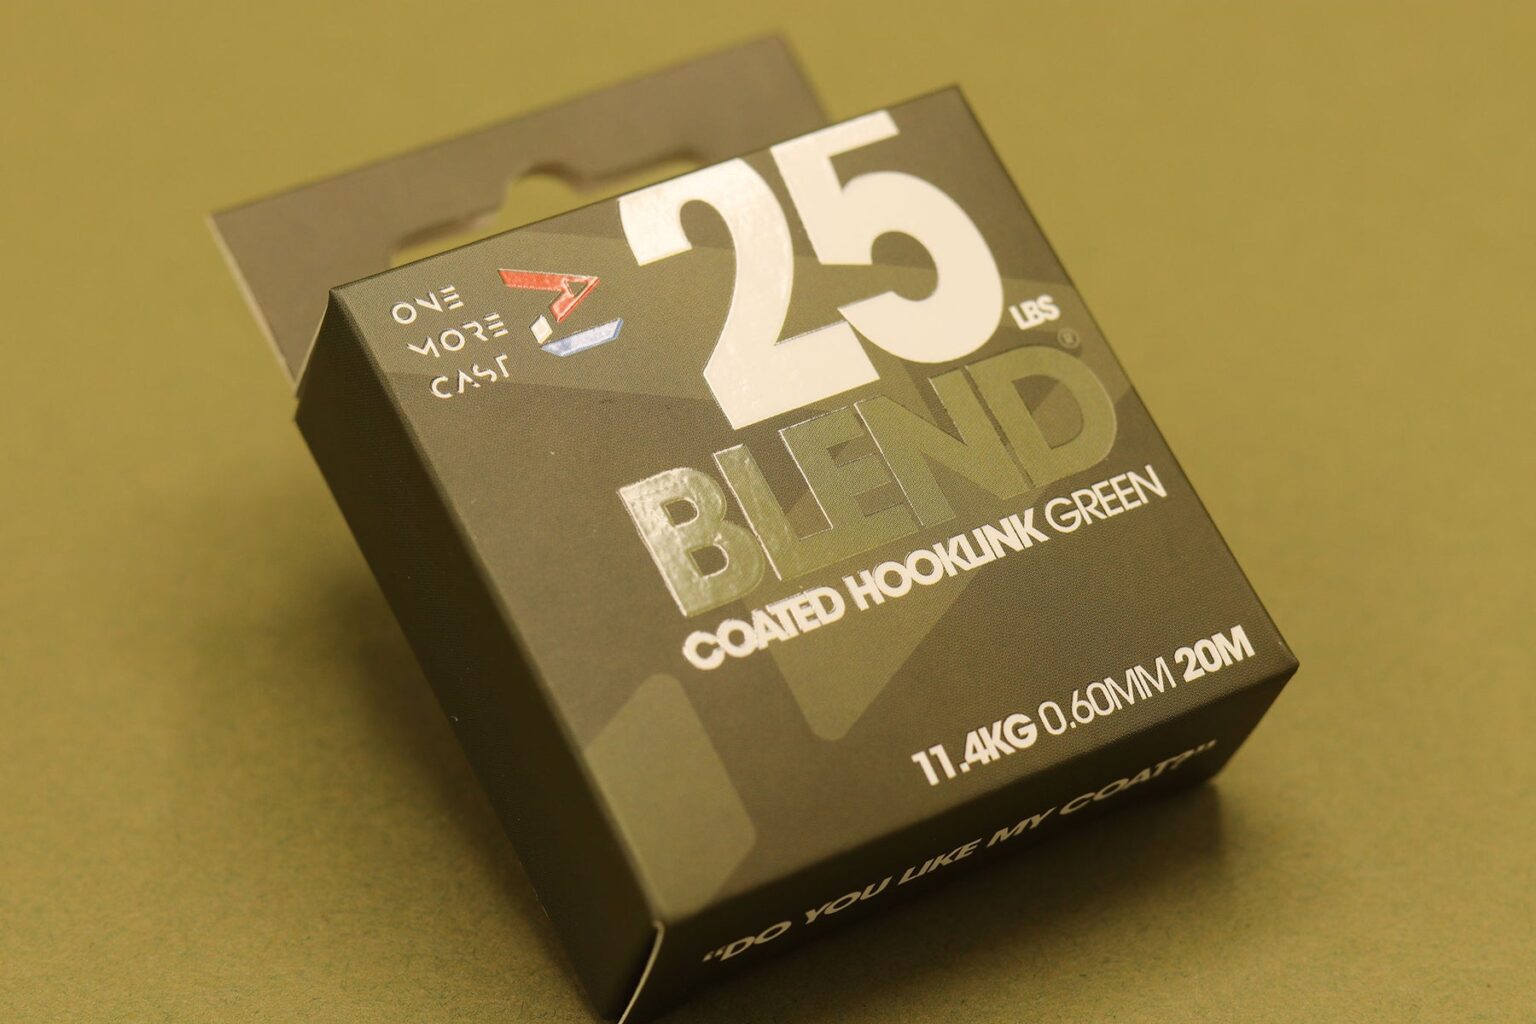 ONE
MORE
CAST
25
LBS
BLEND®
COATED HOOKLINK GREEN
11.4KG 0.60MM 20M
“DO YOU LIKE MY COAT?”